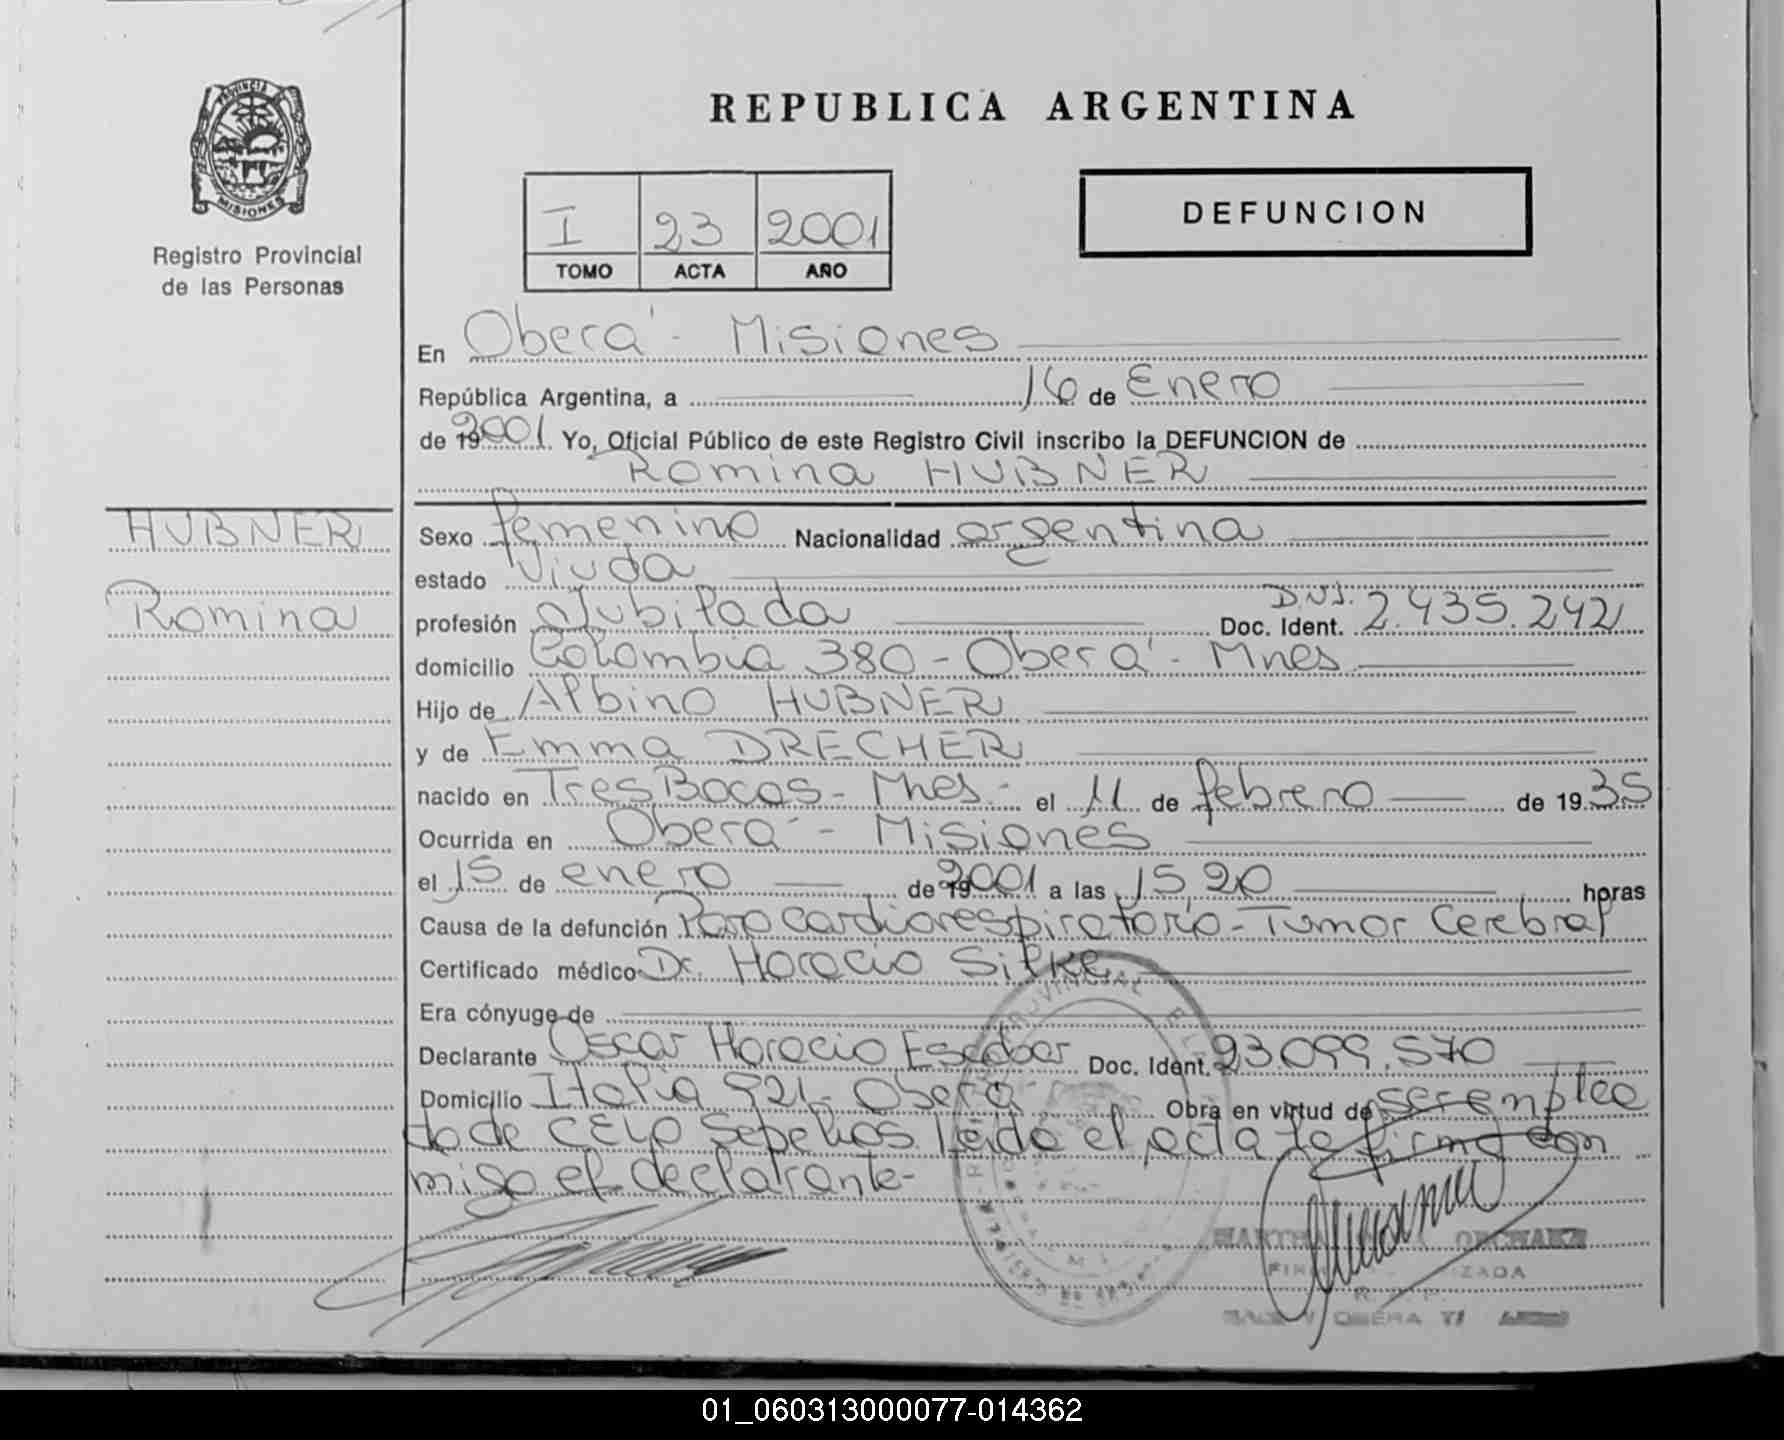 REPUBLICA ARGENTINA
PROVINCIA
MISIONES
Registro Provincial
de las Personas
I 23 2001
TOMO ACTA AÑO
DEFUNCION
En Oberá - Misiones
República Argentina, a 16 de Enero
de 192001 Yo, Oficial Público de este Registro Civil inscribo la DEFUNCION de
Romina HUBNER
HUBNER
Romina
Sexo femenino Nacionalidad argentina
estado Viuda
profesión Jubilada Doc. Ident. D.N.I. 2.435.242
domicilio Colombia 380 - Oberá - Mnes
Hijo de Albino HUBNER
y de Emma DRECHER
nacido en Tres Bocas - Mnes - el 11 de febrero de 1935
Ocurrida en Oberá - Misiones
el 15 de enero de 192001 a las 15,20 horas
Causa de la defunción Paro cardiorespiratorio - Tumor Cerebral
Certificado médico Dr. Horacio Silke
Era cónyuge de
Declarante Oscar Horacio Escobar Doc. Ident. 23.099.570
Domicilio Italia 921 - Oberá Obra en virtud de ser emplea
do de CELO Sepelios. Leída el acta la firma con
migo el declarante -
PROVINCIAL
OBERA
01_060313000077-014362